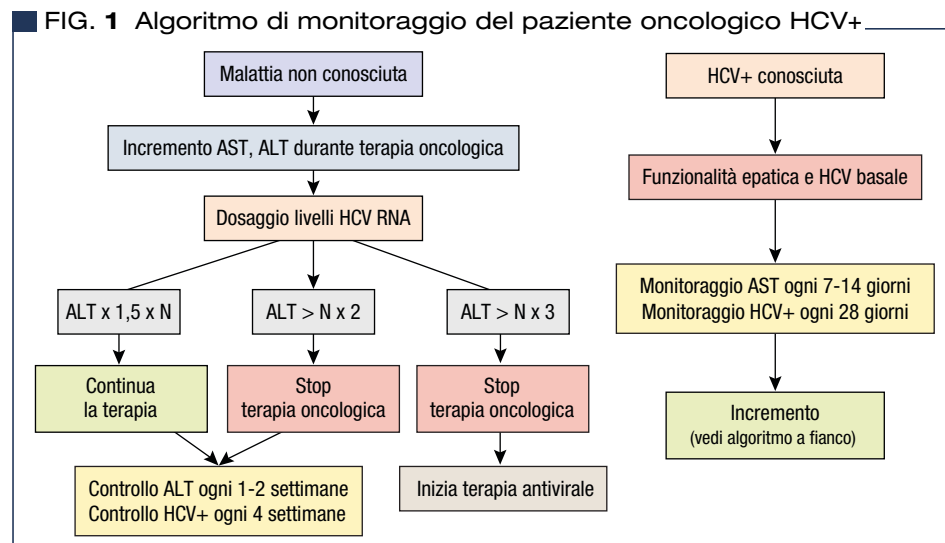 FIG. 1 Algoritmo di monitoraggio del paziente oncologico HCV+
Malattia non conosciuta
Incremento AST, ALT durante terapia oncologica
Dosaggio livelli HCV RNA
ALT x 1,5 x N
ALT > N x 2
ALT > N x 3
Continua
la terapia
Stop
terapia oncologica
Stop
terapia oncologica
Controllo ALT ogni 1-2 settimane
Controllo HCV+ ogni 4 settimane
Inizia terapia antivirale
HCV+ conosciuta
Funzionalità epatica e HCV basale
Monitoraggio AST ogni 7-14 giorni
Monitoraggio HCV+ ogni 28 giorni
Incremento
(vedi algoritmo a fianco)